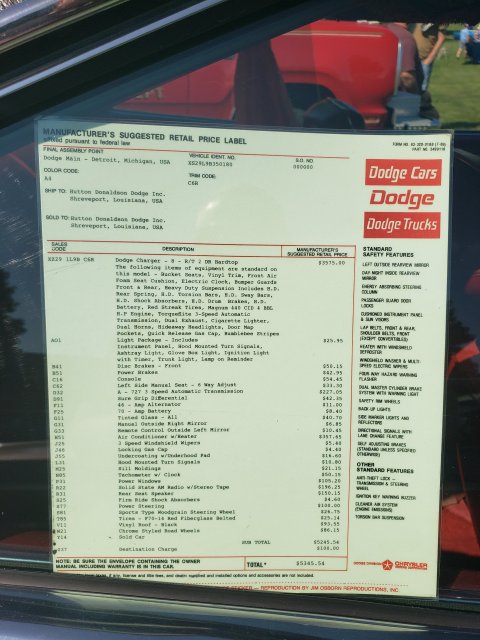 MANUFACTURER'S SUGGESTED RETAIL PRICE LABEL
affixed pursuant to federal law
FINAL ASSEMBLY POINT
Dodge Main - Detroit, Michigan, USA
VEHICLE IDENT. NO.
XS29L9B350180
S.O. NO.
000000
COLOR CODE:
A4
TRIM CODE:
C6B
SHIP TO: Hutton Donaldson Dodge Inc.
Shreveport, Louisiana, USA
SOLD TO: Hutton Donaldson Dodge Inc.
Shreveport, Louisiana, USA
Dodge Cars
Dodge
Dodge Trucks
SALES CODE
DESCRIPTION
MANUFACTURER'S SUGGESTED RETAIL PRICE
XS29 L9B C6B Dodge Charger - 8 - R/T 2 DR Hardtop $3575.00
The following items of equipment are standard on
this model - Bucket Seats, Vinyl Trim, Front Air
Foam Seat Cushion, Electric Clock, Bumper Guards
Front & Rear, Heavy Duty Suspension Includes H.D.
Rear Spring, H.D. Torsion Bars, H.D. Sway Bars,
H.D. Shock Absorbers, H.D. Drum Brakes, H.D.
Battery, Red Streak Tires, Magnum 440 CID 4 BBL
H.P Engine, Torqueflite 3-Speed Automatic
Transmission, Dual Exhaust, Cigarette Lighter,
Dual Horns, Hideaway Headlights, Door Map
Pockets, Quick Release Gas Cap, Bumblebee Stripes
A01 Light Package - Includes $25.95
Instrument Panel, Hood Mounted Turn Signals,
Ashtray Light, Glove Box Light, Ignition Light
with Timer, Trunk Light, Lamp on Reminder
B41 Disc Brakes - Front $50.15
B51 Power Brakes $42.95
C16 Console $54.45
C62 Left Side Manual Seat - 6 Way Adjust $33.30
D32 A - 727 3 Speed Automatic Transmission $227.05
D91 Sure Grip Differential $42.35
F11 46 - Amp Alternator $11.00
F25 70 - Amp Battery $8.40
G11 Tinted Glass - All $40.70
G31 Manual Outside Right Mirror $6.85
G33 Remote Control Outside Left Mirror $10.45
H51 Air Conditioner w/Heater $357.65
J25 3 Speed Windshield Wipers $5.40
J46 Locking Gas Cap $4.40
J55 Undercoating w/Underhood Pad $16.60
L31 Hood Mounted Turn Signals $10.80
M25 Sill Moldings $21.15
N85 Tachometer w/Clock $50.15
P31 Power Windows $105.20
R22 Solid State AM Radio w/Stereo Tape $196.25
R31 Rear Seat Speaker $150.15
S25 Firm Ride Shock Absorbers $4.60
S77 Power Steering $100.00
S81 Sports Type Woodgrain Steering Wheel $26.75
T85 Tires - F70-14 Red Fiberglass Belted $25.14
V11 Vinyl Roof - Black $93.55
W21 Chrome Styled Road Wheels $86.15
Y14 Sold Car
SUB TOTAL $5245.54
Destination Charge $100.00
NOTE: BE SURE THE ENVELOPE CONTAINING THE OWNER
MANUAL INCLUDING WARRANTY IS IN THIS CAR.
TOTAL* $5345.54
STANDARD
SAFETY FEATURES
LEFT OUTSIDE REARVIEW MIRROR
DAY NIGHT INSIDE REARVIEW
MIRROR
ENERGY ABSORBING STEERING
COLUMN
PASSENGER GUARD DOOR
LOCKS
CUSHIONED INSTRUMENT PANEL
& SUN VISORS
LAP BELTS, FRONT & REAR,
SHOULDER BELTS, FRONT
(EXCEPT CONVERTIBLES)
HEATER WITH WINDSHIELD
DEFROSTER
WINDSHIELD WASHER & MULTI
SPEED ELECTRIC WIPERS
FOUR WAY HAZARD WARNING
FLASHER
DUAL MASTER CYLINDER BRAKE
SYSTEM WITH WARNING LIGHT
SAFETY RIM WHEELS
BACK-UP LIGHTS
SIDE MARKER LIGHTS AND
REFLECTORS
DIRECTIONAL SIGNALS WITH
LANE CHANGE FEATURE
SELF ADJUSTING BRAKES
(STANDARD UNLESS SPECIFIED
OTHERWISE)
OTHER
STANDARD FEATURES
ANTI-THEFT LOCK -
TRANSMISSION & STEERING
WHEEL
IGNITION KEY WARNING BUZZER
CLEANER AIR SYSTEM
(ENGINE EMISSIONS)
TORSION BAR SUSPENSION
DODGE DIVISION
CHRYSLER
REPRODUCTION BY JIM OSBORN REPRODUCTIONS, INC.